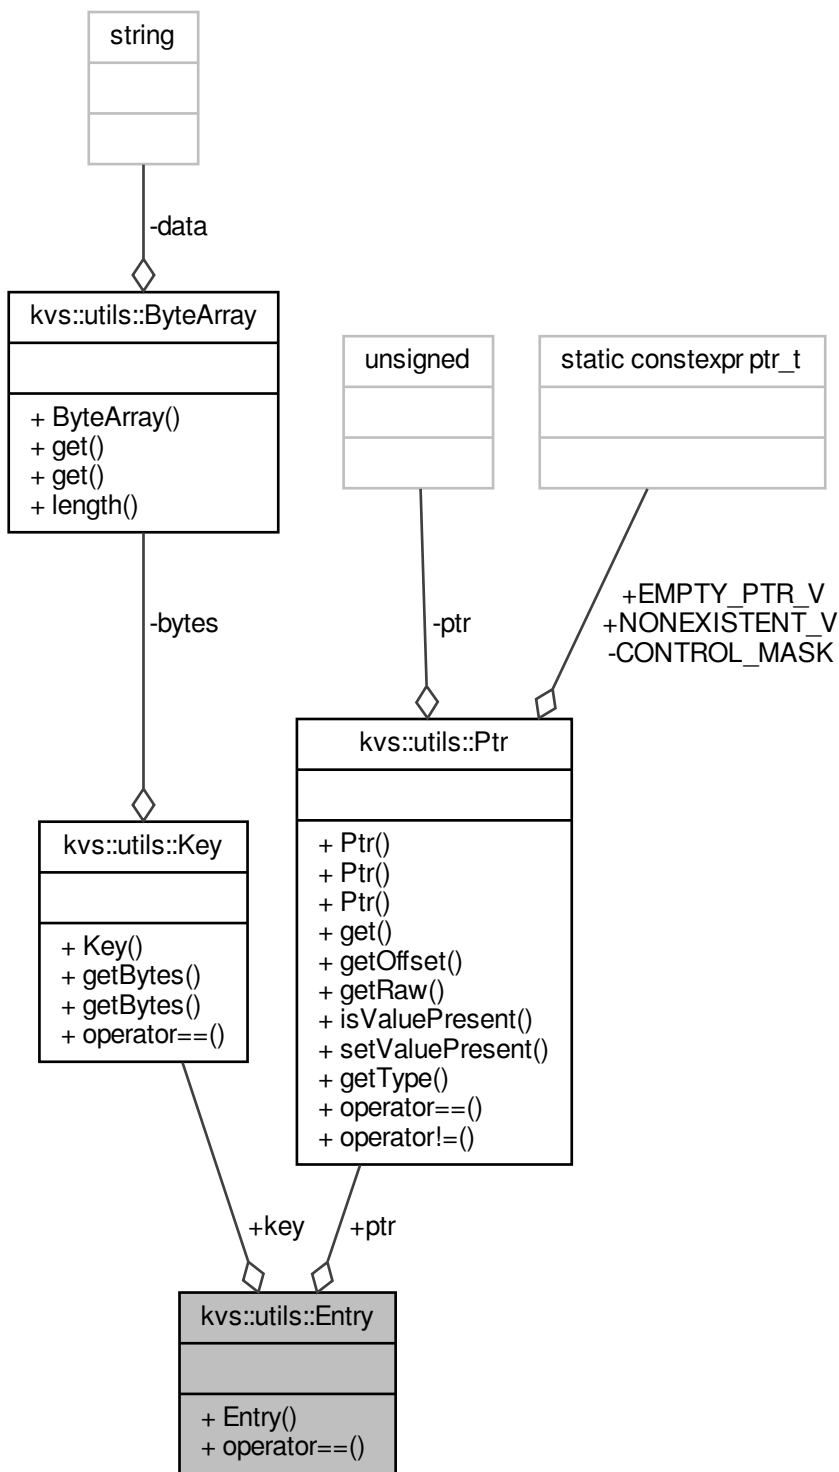 string
-data
kvs::utils::ByteArray
+ ByteArray()
+ get()
+ get()
+ length()
unsigned
static constexpr ptr_t
-bytes
-ptr
+EMPTY_PTR_V
+NONEXISTENT_V
-CONTROL_MASK
kvs::utils::Key
+ Key()
+ getBytes()
+ getBytes()
+ operator==()
kvs::utils::Ptr
+ Ptr()
+ Ptr()
+ Ptr()
+ get()
+ getOffset()
+ getRaw()
+ isValuePresent()
+ setValuePresent()
+ getType()
+ operator==()
+ operator!=()
+key
+ptr
kvs::utils::Entry
+ Entry()
+ operator==()